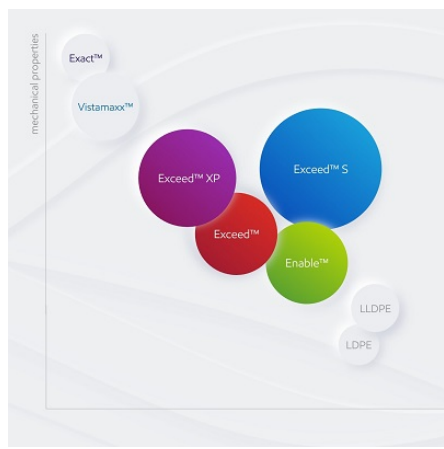 mechanical properties
Exact™
Vistamaxx™
Exceed™ XP
Exceed™ S
Exceed™
Enable™
LLDPE
LDPE